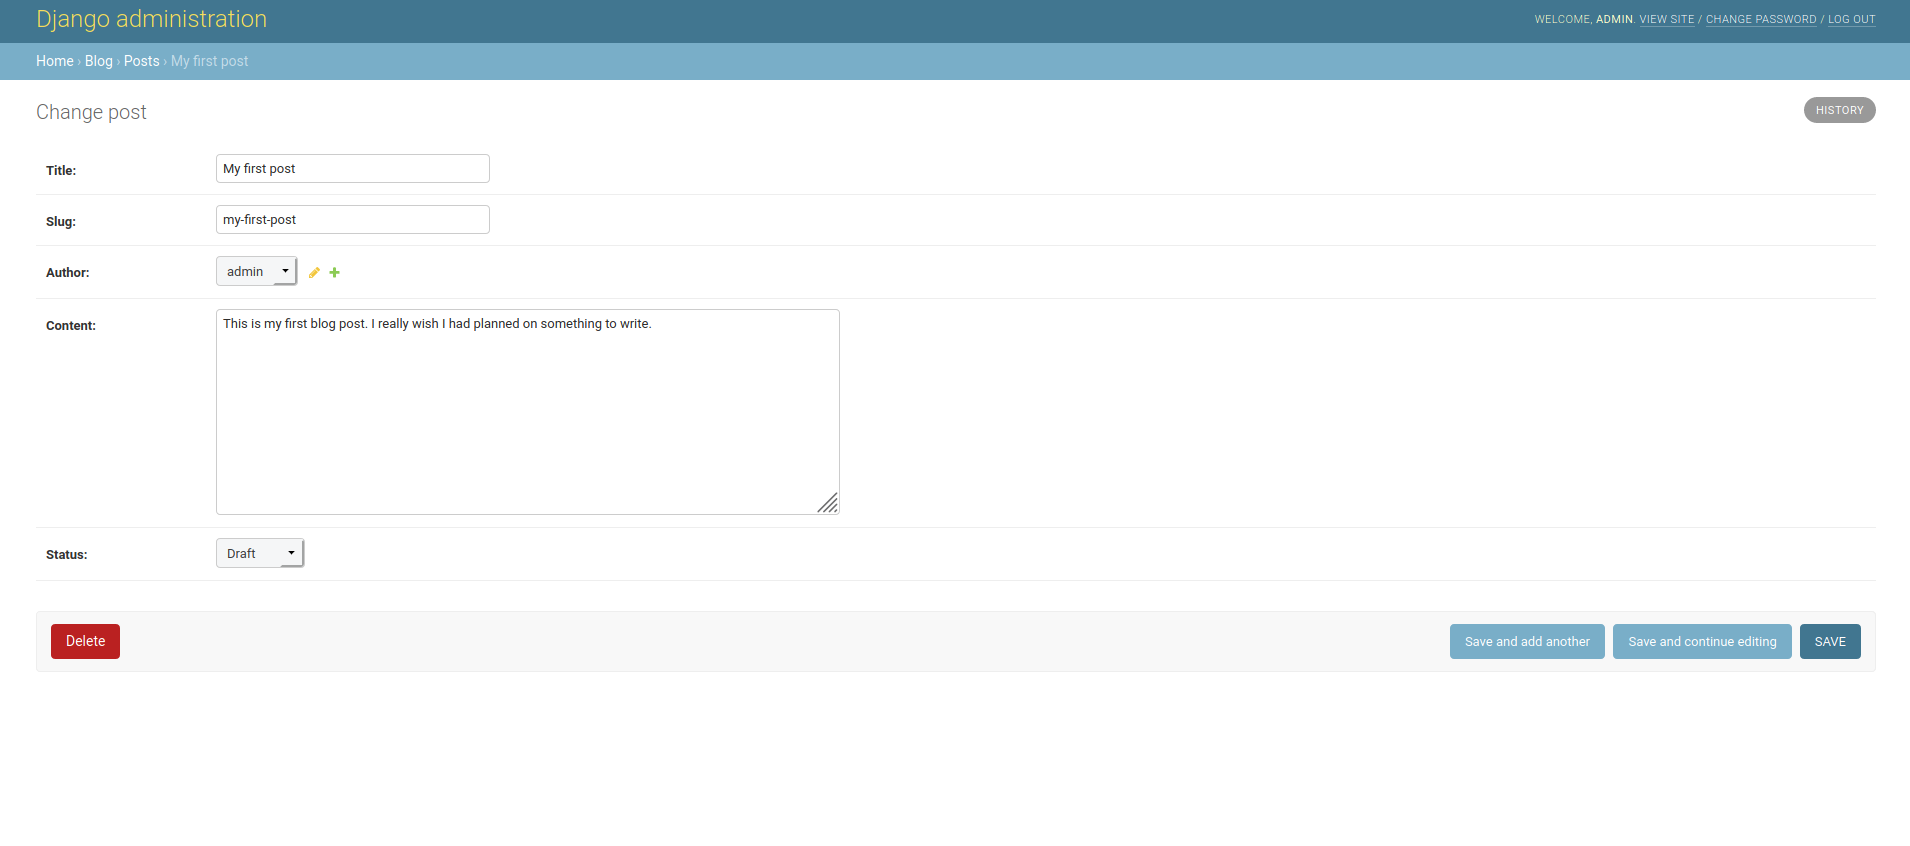 Django administration
WELCOME, ADMIN. VIEW SITE / CHANGE PASSWORD / LOG OUT
Home › Blog › Posts › My first post
Change post
HISTORY
Title: My first post
Slug: my-first-post
Author: admin
Content: This is my first blog post. I really wish I had planned on something to write.
Status: Draft
Delete Save and add another Save and continue editing SAVE